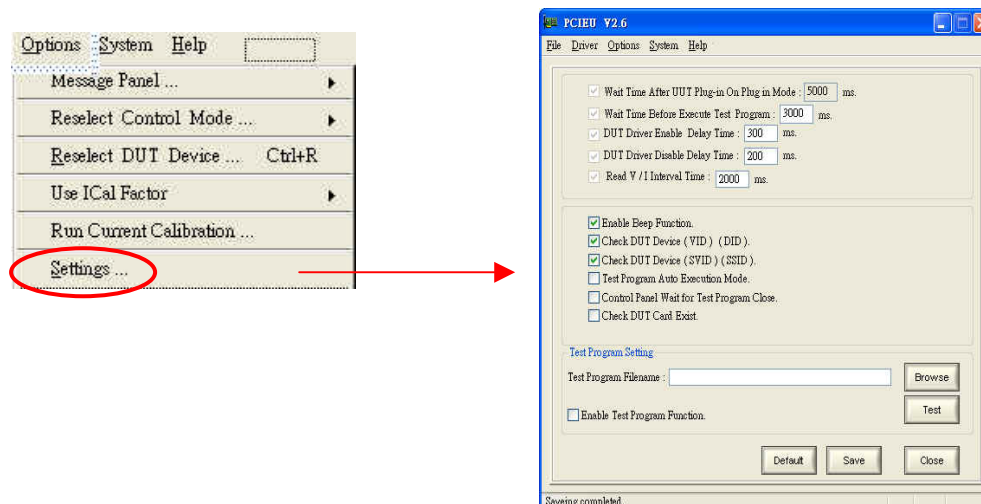 Options System Help
Message Panel ...
Reselect Control Mode ...
Reselect DUT Device ... Ctrl+R
Use ICal Factor
Run Current Calibration ...
Settings ...
PCIEU V2.6
File Driver Options System Help
Wait Time After UUT Plug-in On Plug in Mode : 5000 ms.
Wait Time Before Execute Test Program : 3000 ms.
DUT Driver Enable Delay Time : 300 ms.
DUT Driver Disable Delay Time : 200 ms.
Read V / I Interval Time : 2000 ms.
Enable Beep Function.
Check DUT Device ( VID ) ( DID ).
Check DUT Device ( SVID ) ( SSID ).
Test Program Auto Execution Mode.
Control Panel Wait for Test Program Close.
Check DUT Card Exist.
Test Program Setting
Test Program Filename : Browse
Enable Test Program Function. Test
Default Save Close
Saveing completed